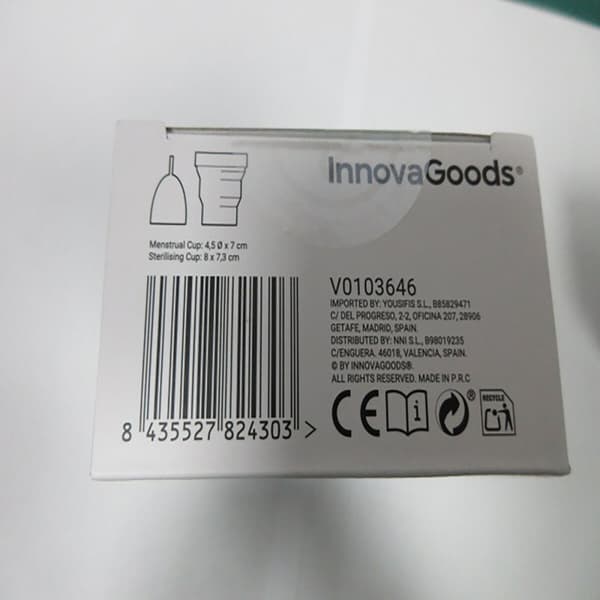 InnovaGoods®
Menstrual Cup: 4,5 Ø x 7 cm
Sterilising Cup: 8 x 7,3 cm
V0103646
IMPORTED BY: YOUSIFIS S.L., B85829471
C/ DEL PROGRESO, 2-2, OFICINA 207, 28906
GETAFE, MADRID, SPAIN.
DISTRIBUTED BY: NNI S.L., B98019235
C/ENGUERA. 46018, VALENCIA, SPAIN.
© BY INNOVAGOODS®.
ALL RIGHTS RESERVED. MADE IN P.R.C
8 435527 824303 >
CE i ® RECYCLE